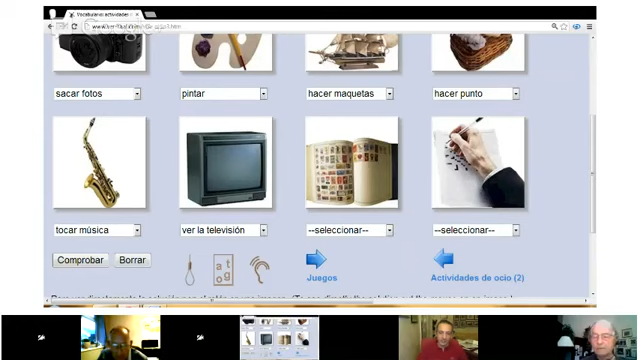 sacar fotos
pintar
hacer maquetas
hacer punto
tocar música
ver la televisión
--seleccionar--
--seleccionar--
Comprobar
Borrar
Juegos
Actividades de ocio (2)